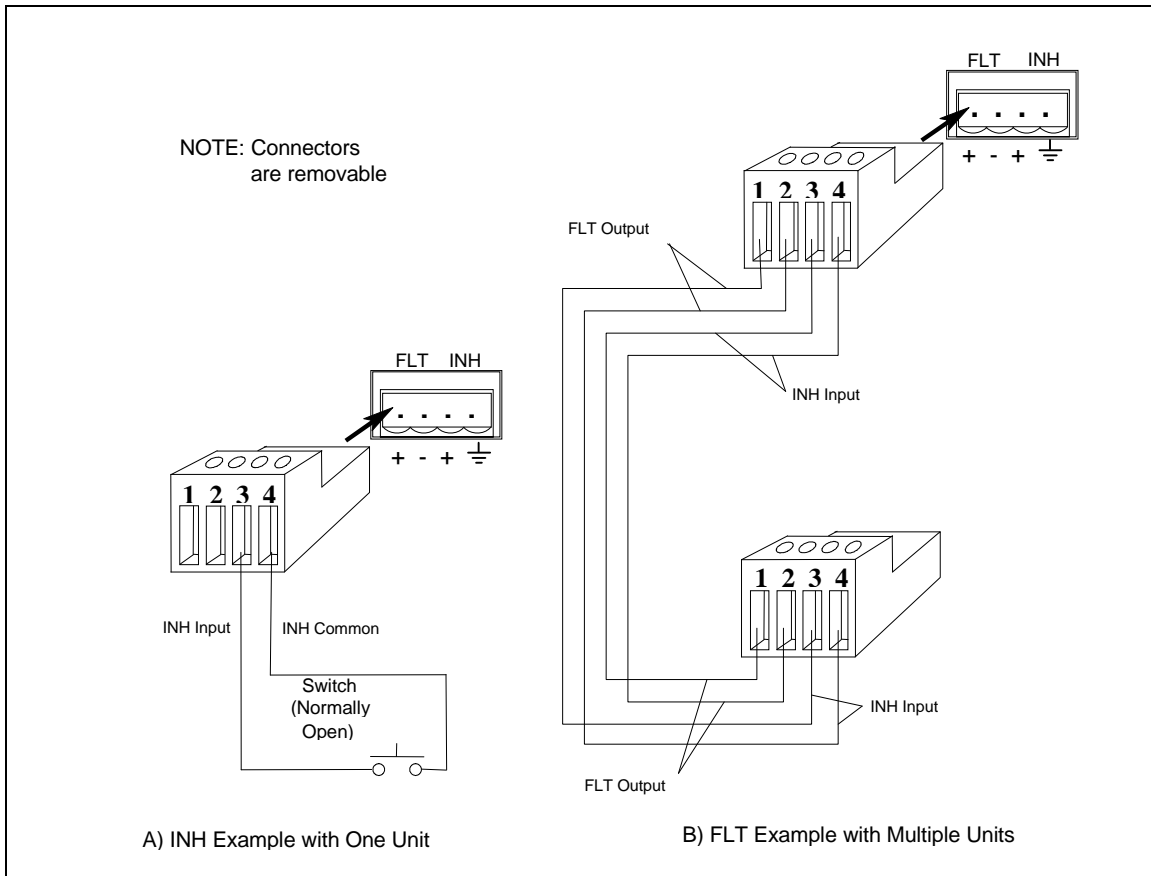 FLT INH
+ - +
NOTE: Connectors
are removable
1 2 3 4
FLT Output
INH Input
FLT INH
+ - +
1 2 3 4
INH Input
INH Common
Switch
(Normally
Open)
1 2 3 4
INH Input
FLT Output
A) INH Example with One Unit
B) FLT Example with Multiple Units